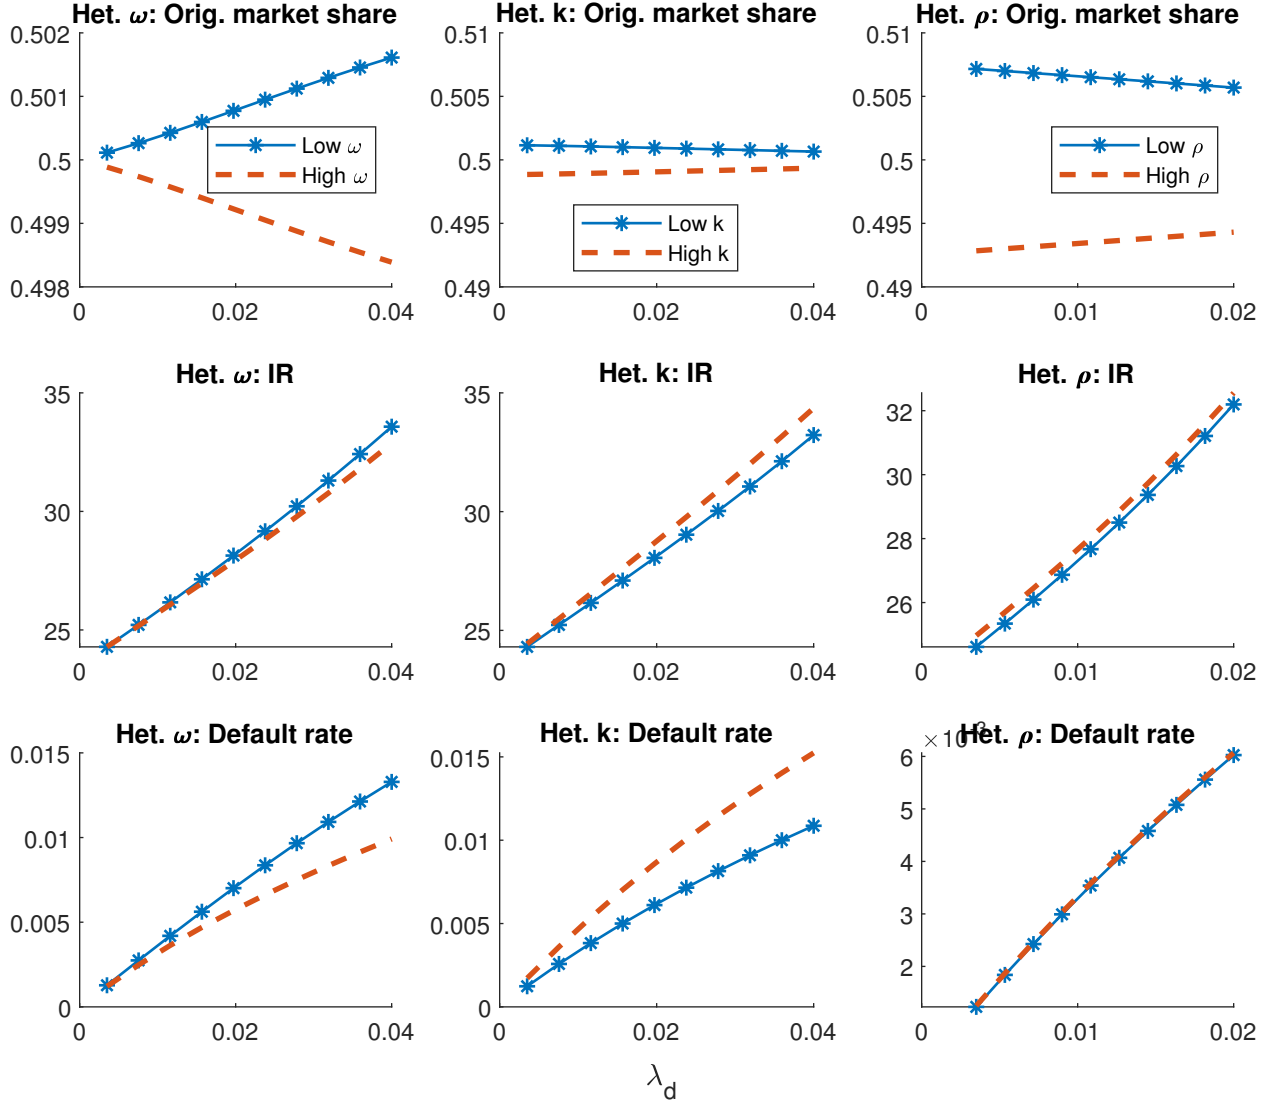 Het. ω: Orig. market share
0.502
0.501
0.5
0.499
0.498
0 0.02 0.04
Low ω
High ω
Het. k: Orig. market share
0.51
0.505
0.5
0.495
0.49
0 0.02 0.04
Low k
High k
Het. ρ: Orig. market share
0.51
0.505
0.5
0.495
0.49
0 0.01 0.02
Low ρ
High ρ
Het. ω: IR
35
30
25
0 0.02 0.04
Het. k: IR
35
30
25
0 0.02 0.04
Het. ρ: IR
32
30
28
26
0 0.01 0.02
Het. ω: Default rate
0.015
0.01
0.005
0
0 0.02 0.04
Het. k: Default rate
0.015
0.01
0.005
0
0 0.02 0.04
×10
Het. ρ: Default rate
6
5
4
3
2
0 0.01 0.02
λd